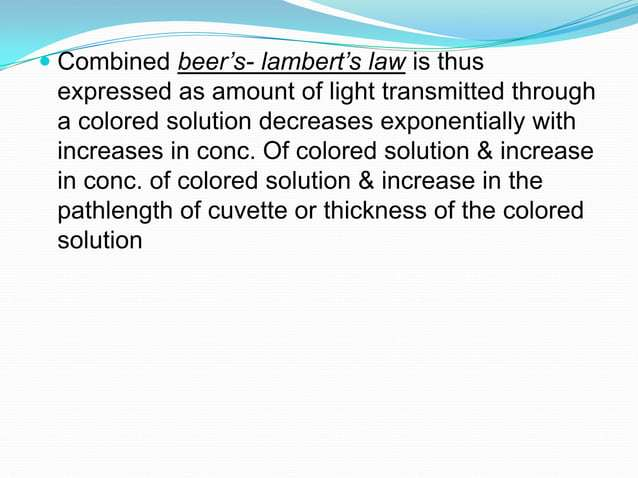 Combined beer's- lambert's law is thus
expressed as amount of light transmitted through
a colored solution decreases exponentially with
increases in conc. Of colored solution & increase
in conc. of colored solution & increase in the
pathlength of cuvette or thickness of the colored
solution